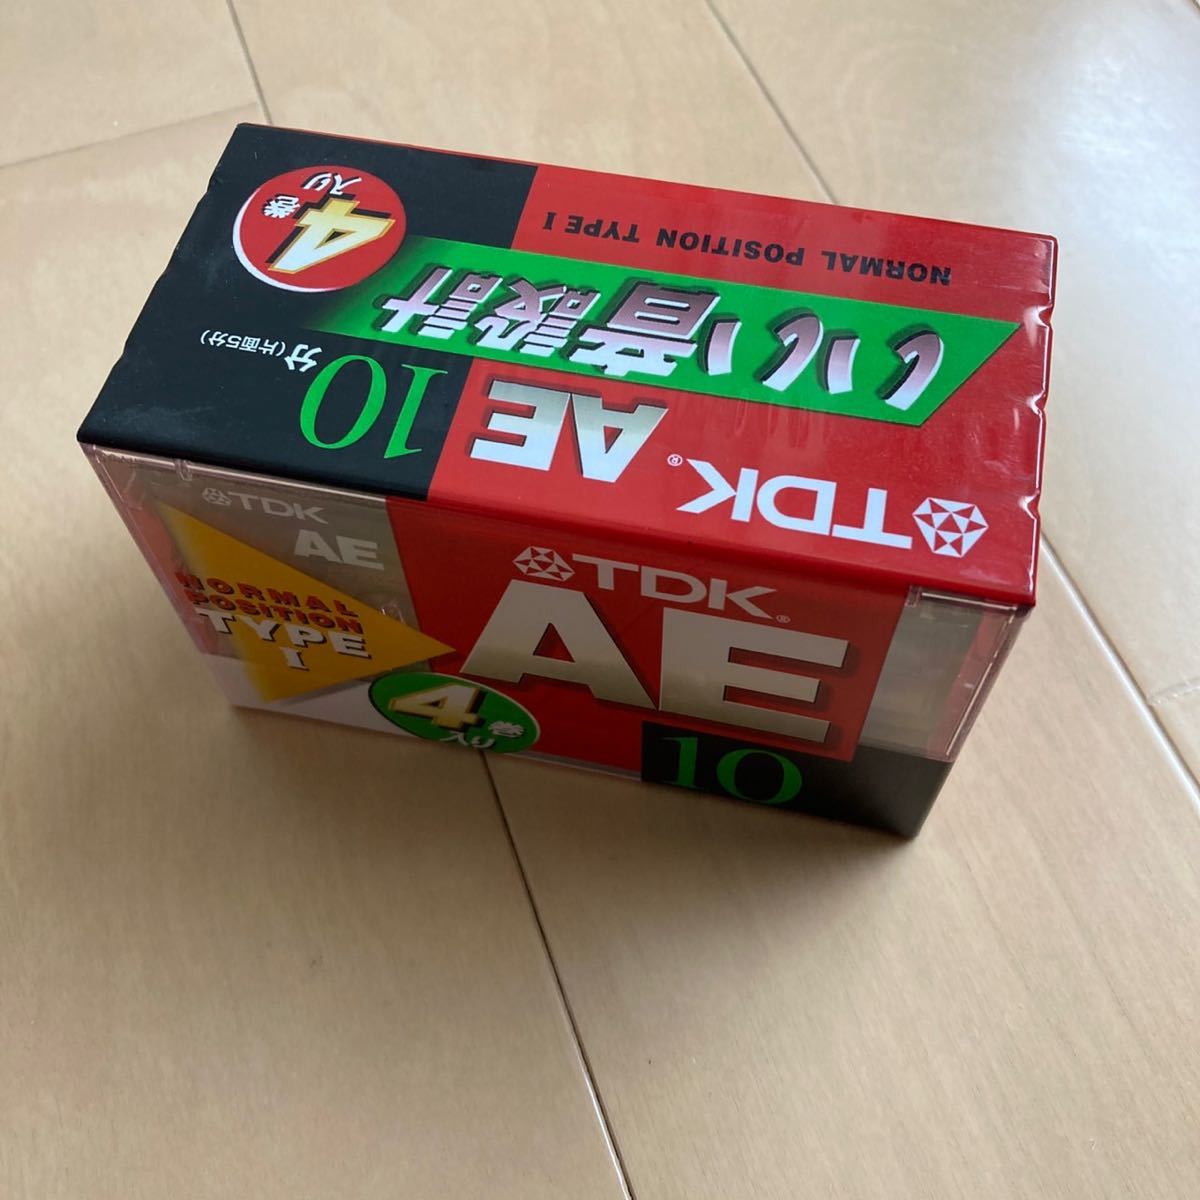 NORMAL POSITION TYPE I
いい音設計
4巻入り
TDK® AE
10分(片面5分)
TDK
AE
NORMAL
POSITION
TYPE
I
TDK®
AE
4巻入り
10